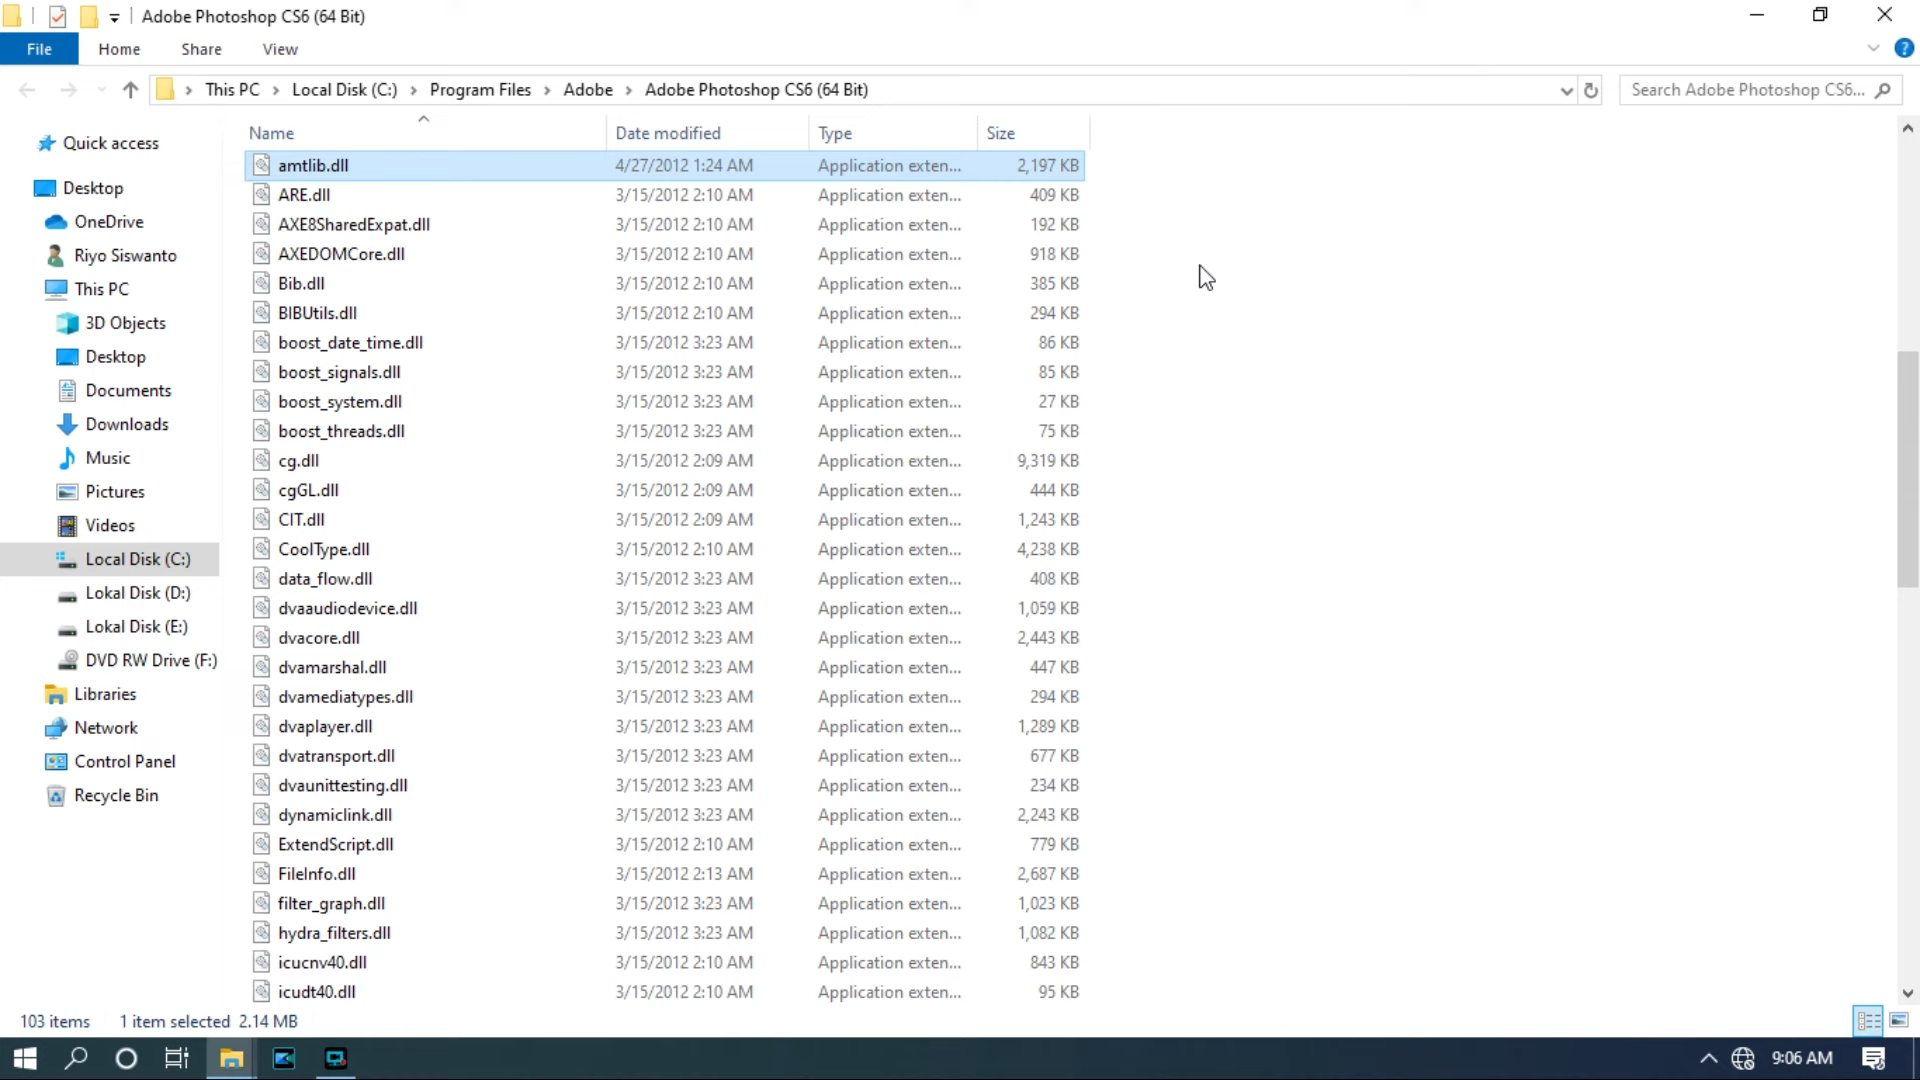 Adobe Photoshop CS6 (64 Bit)
File Home Share View
This PC Local Disk (C:) Program Files Adobe Adobe Photoshop CS6 (64 Bit)
Search Adobe Photoshop CS6...
Quick access
Desktop
OneDrive
Riyo Siswanto
This PC
3D Objects
Desktop
Documents
Downloads
Music
Pictures
Videos
Local Disk (C:)
Lokal Disk (D:)
Lokal Disk (E:)
DVD RW Drive (F:)
Libraries
Network
Control Panel
Recycle Bin
Name Date modified Type Size
amtlib.dll 4/27/2012 1:24 AM Application exten... 2,197 KB
ARE.dll 3/15/2012 2:10 AM Application exten... 409 KB
AXE8SharedExpat.dll 3/15/2012 2:10 AM Application exten... 192 KB
AXEDOMCore.dll 3/15/2012 2:10 AM Application exten... 918 KB
Bib.dll 3/15/2012 2:10 AM Application exten... 385 KB
BIBUtils.dll 3/15/2012 2:10 AM Application exten... 294 KB
boost_date_time.dll 3/15/2012 3:23 AM Application exten... 86 KB
boost_signals.dll 3/15/2012 3:23 AM Application exten... 85 KB
boost_system.dll 3/15/2012 3:23 AM Application exten... 27 KB
boost_threads.dll 3/15/2012 3:23 AM Application exten... 75 KB
cg.dll 3/15/2012 2:09 AM Application exten... 9,319 KB
cgGL.dll 3/15/2012 2:09 AM Application exten... 444 KB
CIT.dll 3/15/2012 2:09 AM Application exten... 1,243 KB
CoolType.dll 3/15/2012 2:10 AM Application exten... 4,238 KB
data_flow.dll 3/15/2012 3:23 AM Application exten... 408 KB
dvaaudiodevice.dll 3/15/2012 3:23 AM Application exten... 1,059 KB
dvacore.dll 3/15/2012 3:23 AM Application exten... 2,443 KB
dvamarshal.dll 3/15/2012 3:23 AM Application exten... 447 KB
dvamediatypes.dll 3/15/2012 3:23 AM Application exten... 294 KB
dvaplayer.dll 3/15/2012 3:23 AM Application exten... 1,289 KB
dvatransport.dll 3/15/2012 3:23 AM Application exten... 677 KB
dvaunittesting.dll 3/15/2012 3:23 AM Application exten... 234 KB
dynamiclink.dll 3/15/2012 3:23 AM Application exten... 2,243 KB
ExtendScript.dll 3/15/2012 2:10 AM Application exten... 779 KB
FileInfo.dll 3/15/2012 2:13 AM Application exten... 2,687 KB
filter_graph.dll 3/15/2012 3:23 AM Application exten... 1,023 KB
hydra_filters.dll 3/15/2012 3:23 AM Application exten... 1,082 KB
icucnv40.dll 3/15/2012 2:10 AM Application exten... 843 KB
icudt40.dll 3/15/2012 2:10 AM Application exten... 95 KB
103 items 1 item selected 2.14 MB
9:06 AM